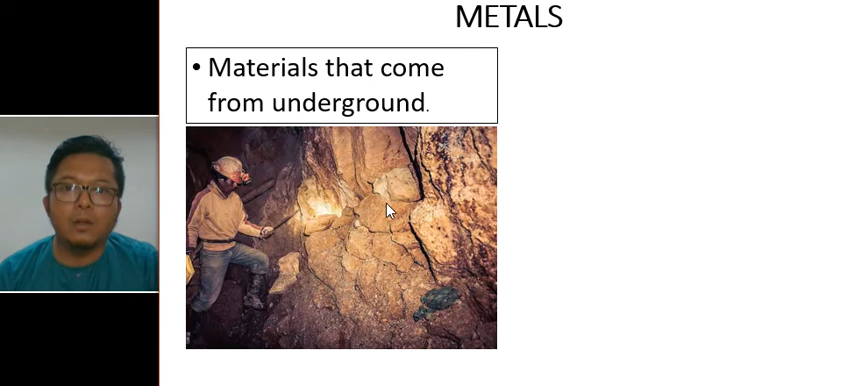 METALS
• Materials that come
from underground.